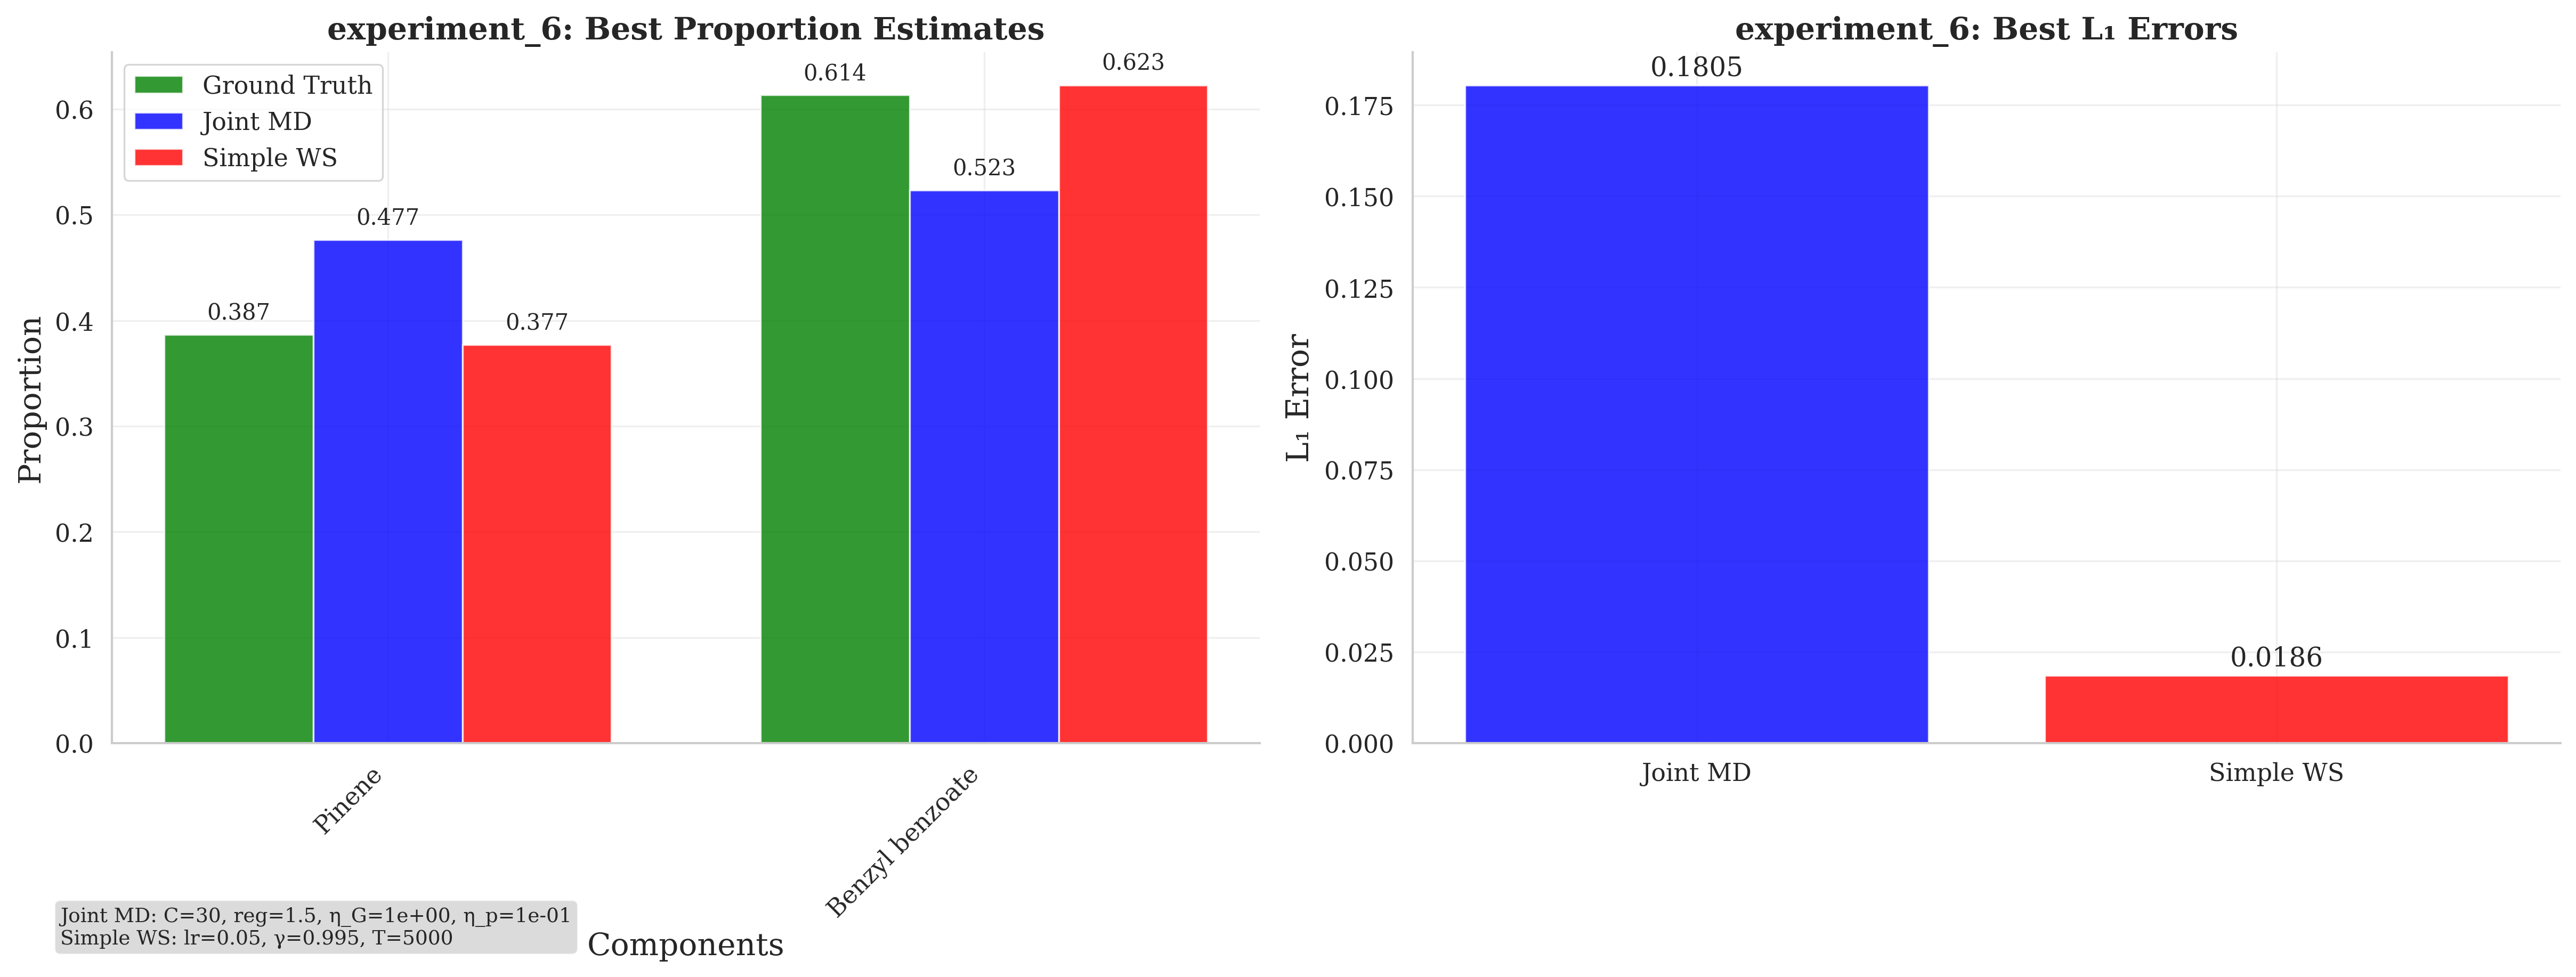 experiment_6: Best Proportion Estimates
Ground Truth
Joint MD
Simple WS
Proportion
0.6
0.5
0.4
0.3
0.2
0.1
0.0
0.387
0.477
0.377
0.614
0.523
0.623
Pinene
Benzyl benzoate
Components
Joint MD: C=30, reg=1.5, η_G=1e+00, η_p=1e-01
Simple WS: lr=0.05, γ=0.995, T=5000
experiment_6: Best L₁ Errors
L₁ Error
0.175
0.150
0.125
0.100
0.075
0.050
0.025
0.000
0.1805
0.0186
Joint MD
Simple WS